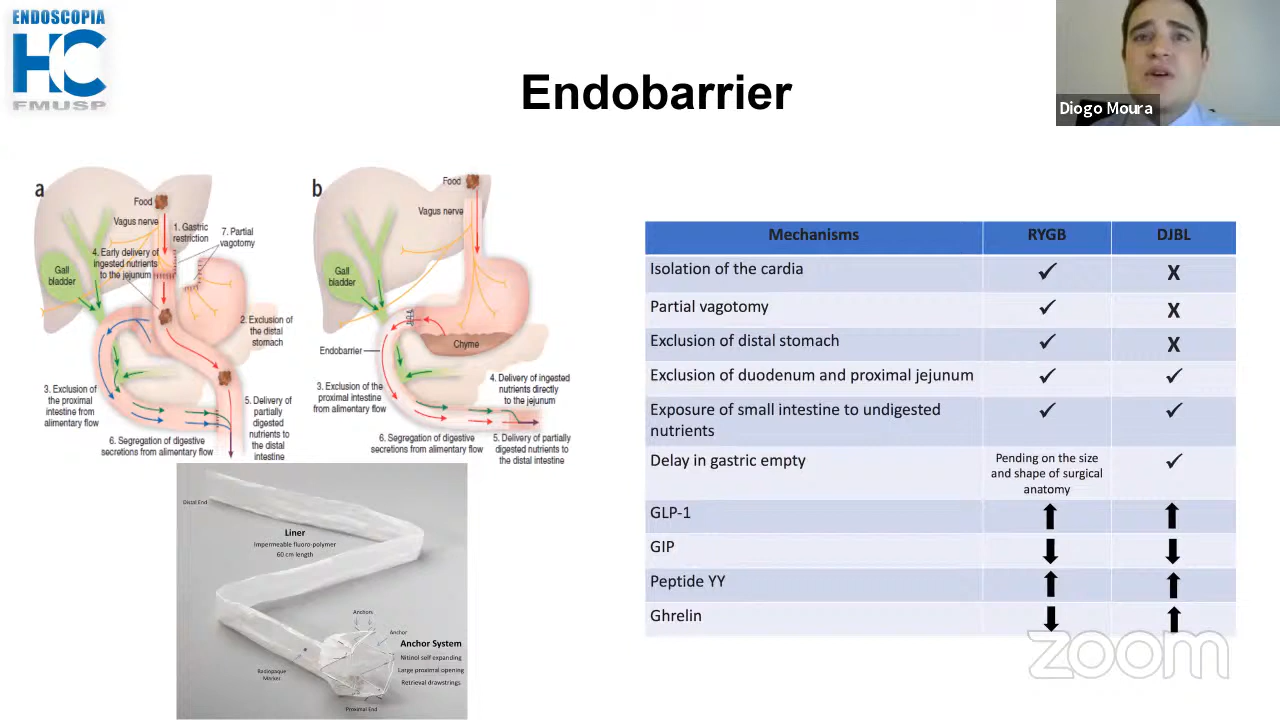 ENDOSCOPIA
HC
FMUSP
Endobarrier
Diogo Moura
a
Food
Vagus nerve
1. Gastric
restriction
7. Partial
vagotomy
4. Early delivery of
ingested nutrients
to the jejunum
Gall
bladder
2. Exclusion of
the distal
stomach
3. Exclusion of
the proximal
intestine from
alimentary flow
5. Delivery of
partially
digested
nutrients to
the distal
intestine
6. Segregation of digestive
secretions from alimentary flow
b
Food
Vagus nerve
Gall
bladder
Chyme
Endobarrier
3. Exclusion of the
proximal intestine
from alimentary flow
4. Delivery of ingested
nutrients directly
to the jejunum
6. Segregation of digestive
secretions from alimentary flow
5. Delivery of partially
digested nutrients to
the distal intestine
Distal End
Liner
Impermeable fluoro-polymer
60 cm length
Anchors
Anchor
Anchor System
Nitinol self expanding
Large proximal opening
Retrieval drawstrings
Radiopaque
Marker
Proximal End
Mechanisms RYGB DJBL
Isolation of the cardia ✓ X
Partial vagotomy ✓ X
Exclusion of distal stomach ✓ X
Exclusion of duodenum and proximal jejunum ✓ ✓
Exposure of small intestine to undigested
nutrients ✓ ✓
Delay in gastric empty Pending on the size
and shape of surgical
anatomy ✓
GLP-1 ↑ ↑
GIP ↓ ↓
Peptide YY ↑ ↑
Ghrelin ↓ ↑
zoom